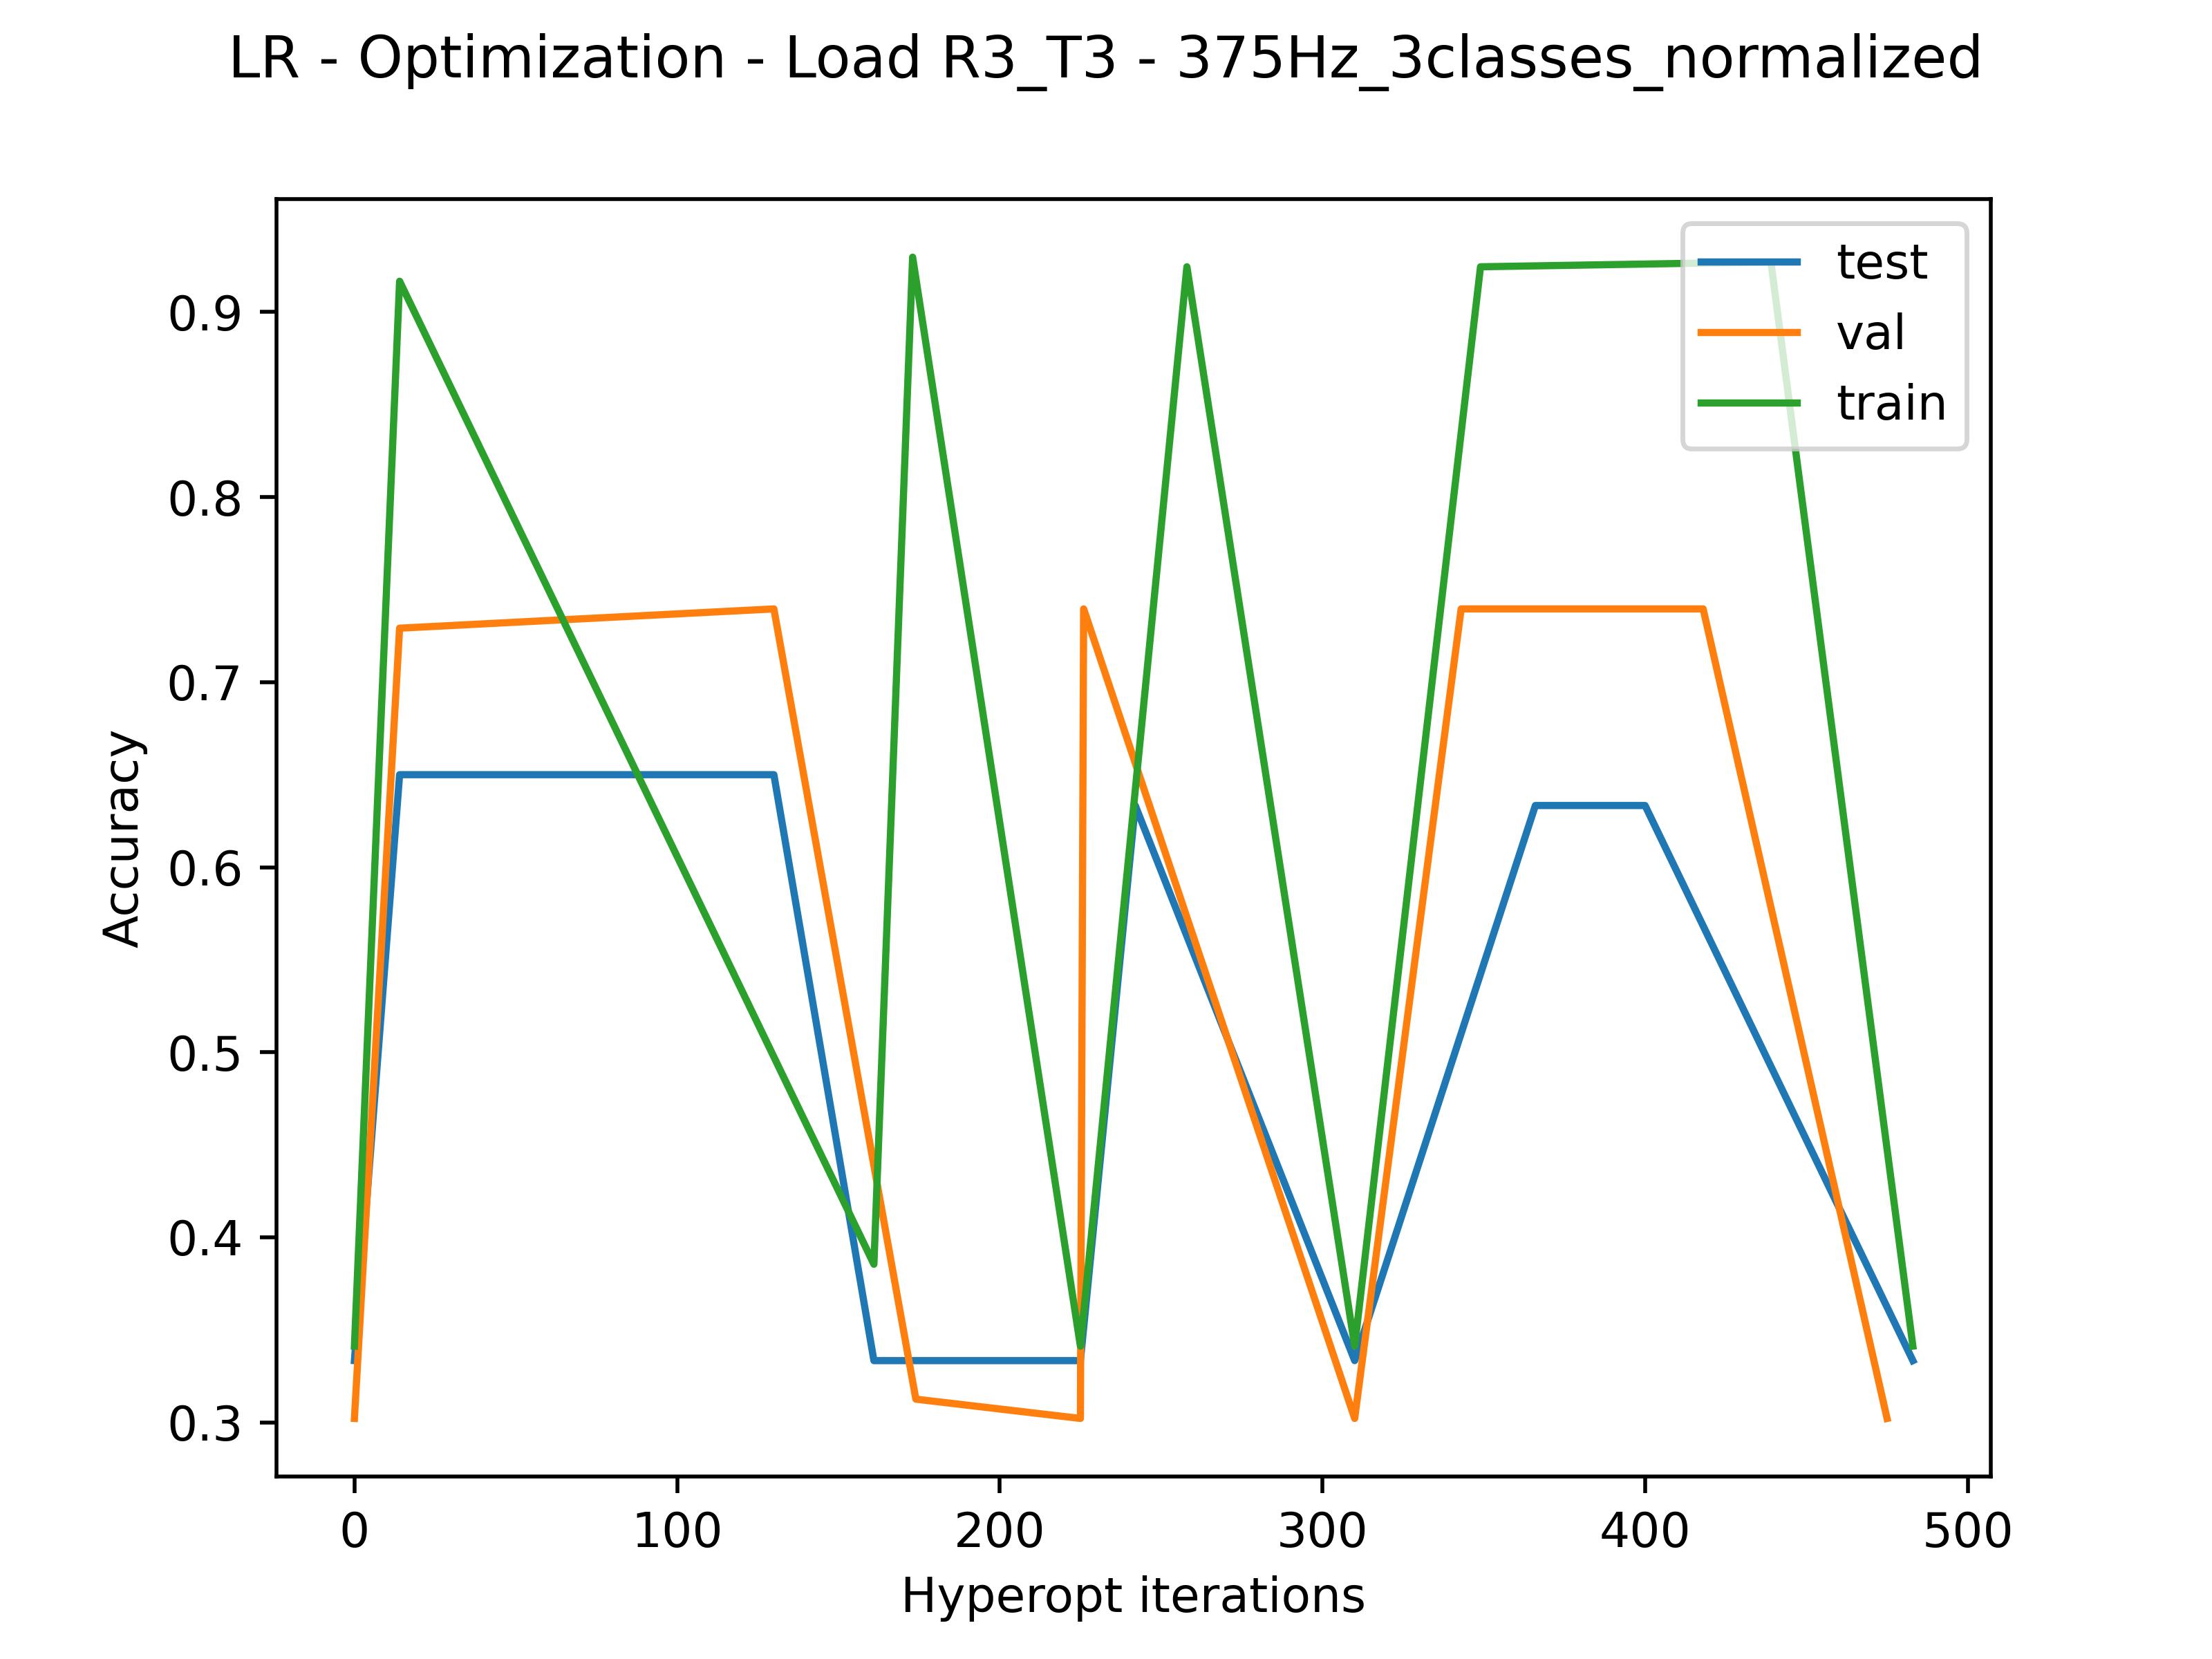 LR - Optimization - Load R3_T3 - 375Hz_3classes_normalized
test
val
train
0.9
0.8
0.7
0.6
0.5
0.4
0.3
Accuracy
0 100 200 300 400 500
Hyperopt iterations